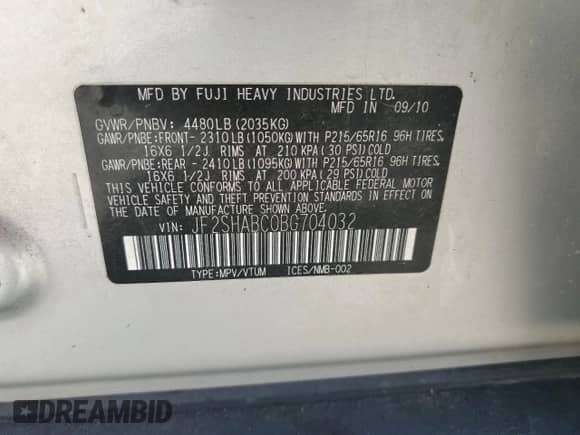 MFD BY FUJI HEAVY INDUSTRIES LTD.
MFD IN 09/10
GVWR/PNBV: 4480LB(2035KG)
GAWR/PNBE:FRONT-2310LB(1050KG)WITH P215/65R16 96H TIRES,
16X6 1/2J RIMS AT 210 KPA(30 PSI)COLD
GAWR/PNBE:REAR -2410LB(1095KG)WITH P215/65R16 96H TIRES,
16X6 1/2J RIMS AT 200 KPA(29 PSI)COLD
THIS VEHICLE CONFORMS TO ALL APPLICABLE FEDERAL MOTOR
VEHICLE SAFETY AND THEFT PREVENTION STANDARDS IN EFFECT
ON THE DATE OF MANUFACTURE SHOWN ABOVE.
VIN: JF2SHABC0BG704032
TYPE:MPV/VTUM ICES/NMB-002
DREAMBID